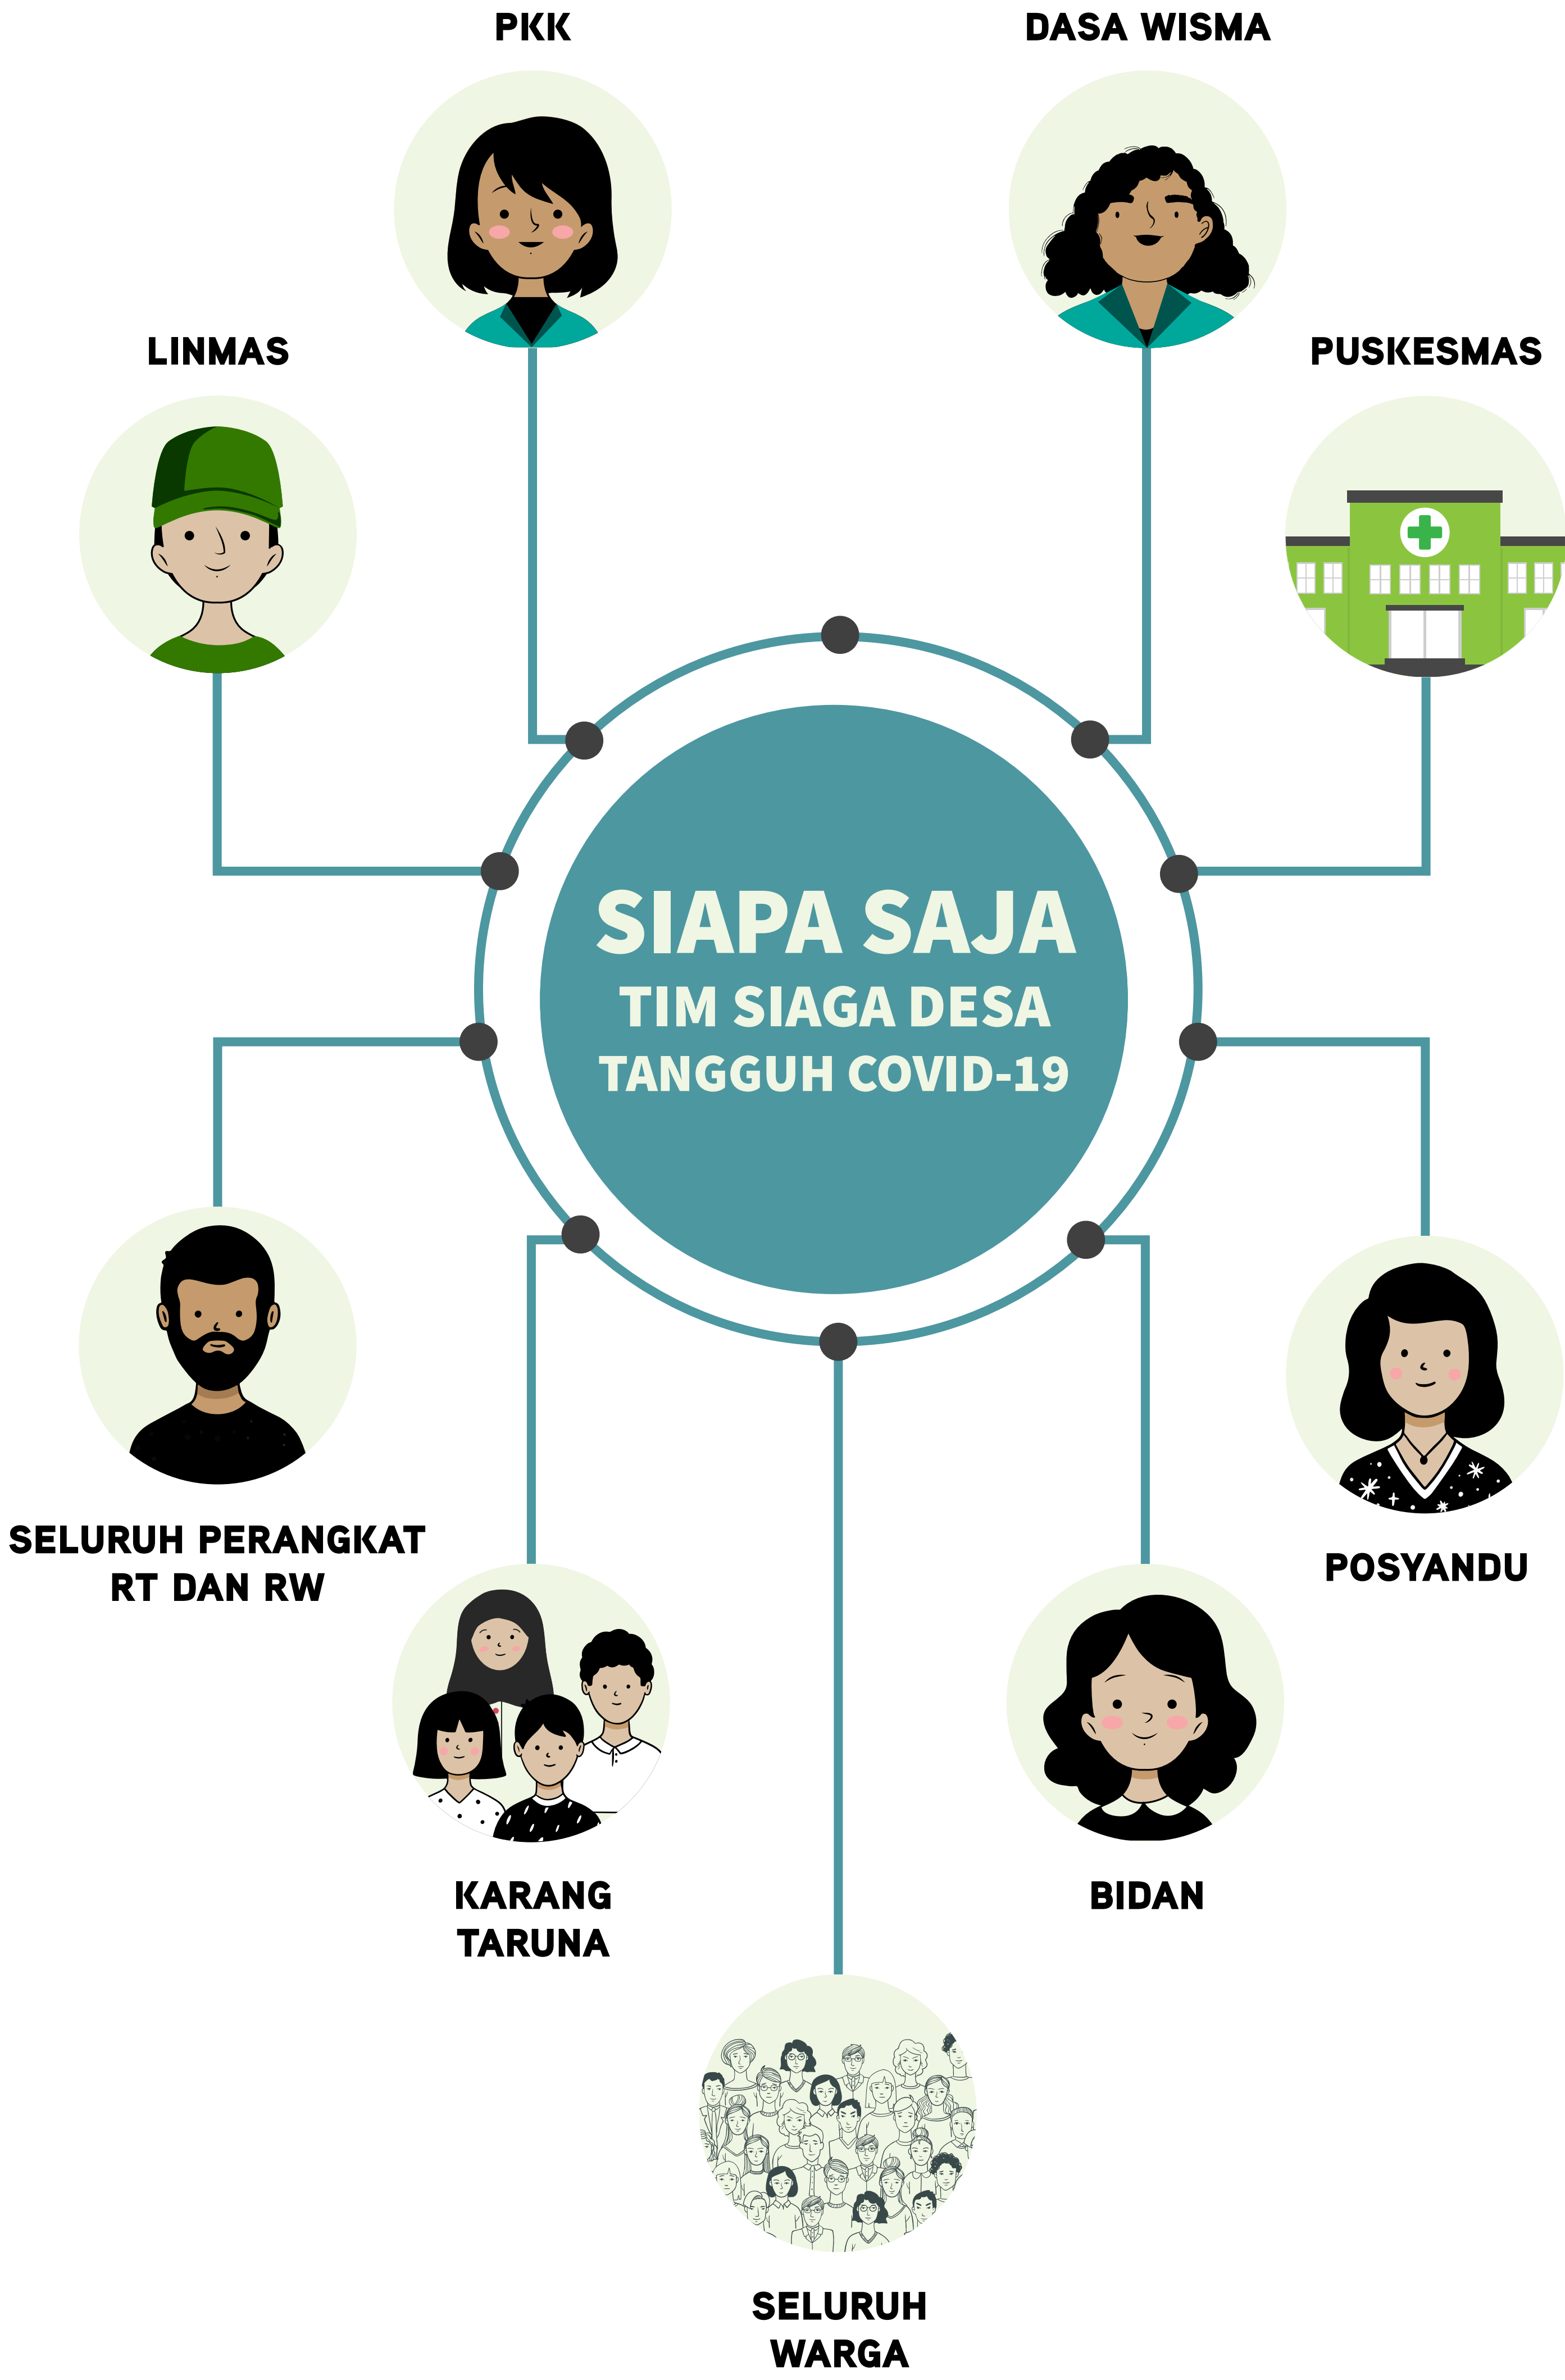 PKK
DASA WISMA
LINMAS
PUSKESMAS
SIAPA SAJA
TIM SIAGA DESA
TANGGUH COVID-19
SELURUH PERANGKAT
RT DAN RW
POSYANDU
KARANG
TARUNA
BIDAN
SELURUH
WARGA